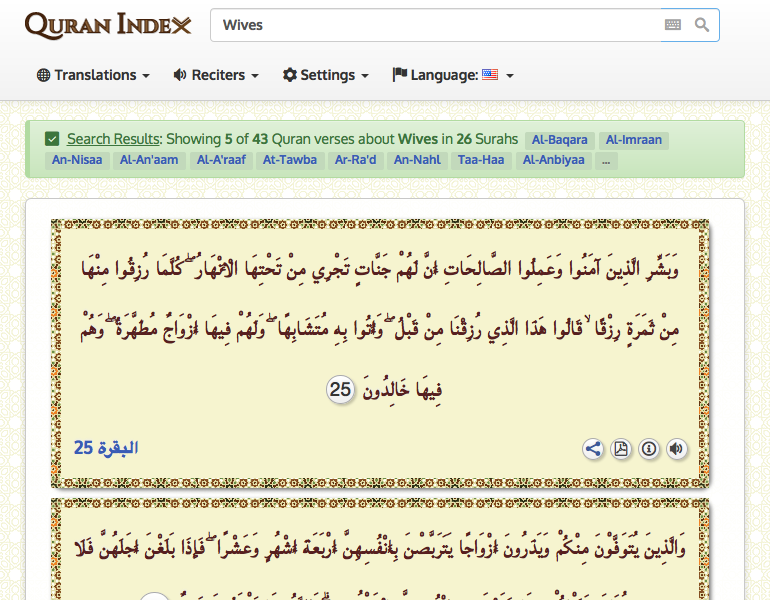 QURAN INDEX
Wives
Translations Reciters Settings Language:
Search Results: Showing 5 of 43 Quran verses about Wives in 26 Surahs Al-Baqara Al-Imraan
An-Nisaa Al-An'aam Al-A'raaf At-Tawba Ar-Ra'd An-Nahl Taa-Haa Al-Anbiyaa ...
وَبَشِّرِ الَّذِينَ آمَنُوا وَعَمِلُوا الصَّالِحَاتِ أَنَّ لَهُمْ جَنَّاتٍ تَجْرِي مِنْ تَحْتِهَا الْأَنْهَارُ ۖ كُلَّمَا رُزِقُوا مِنْهَا
مِنْ ثَمَرَةٍ رِزْقًا ۙ قَالُوا هَٰذَا الَّذِي رُزِقْنَا مِنْ قَبْلُ ۖ وَأُتُوا بِهِ مُتَشَابِهًا ۖ وَلَهُمْ فِيهَا أَزْوَاجٌ مُطَهَّرَةٌ ۖ وَهُمْ
فِيهَا خَالِدُونَ 25
البقرة 25
وَالَّذِينَ يُتَوَفَّوْنَ مِنْكُمْ وَيَذَرُونَ أَزْوَاجًا يَتَرَبَّصْنَ بِأَنْفُسِهِنَّ أَرْبَعَةَ أَشْهُرٍ وَعَشْرًا ۖ فَإِذَا بَلَغْنَ أَجَلَهُنَّ فَلَا